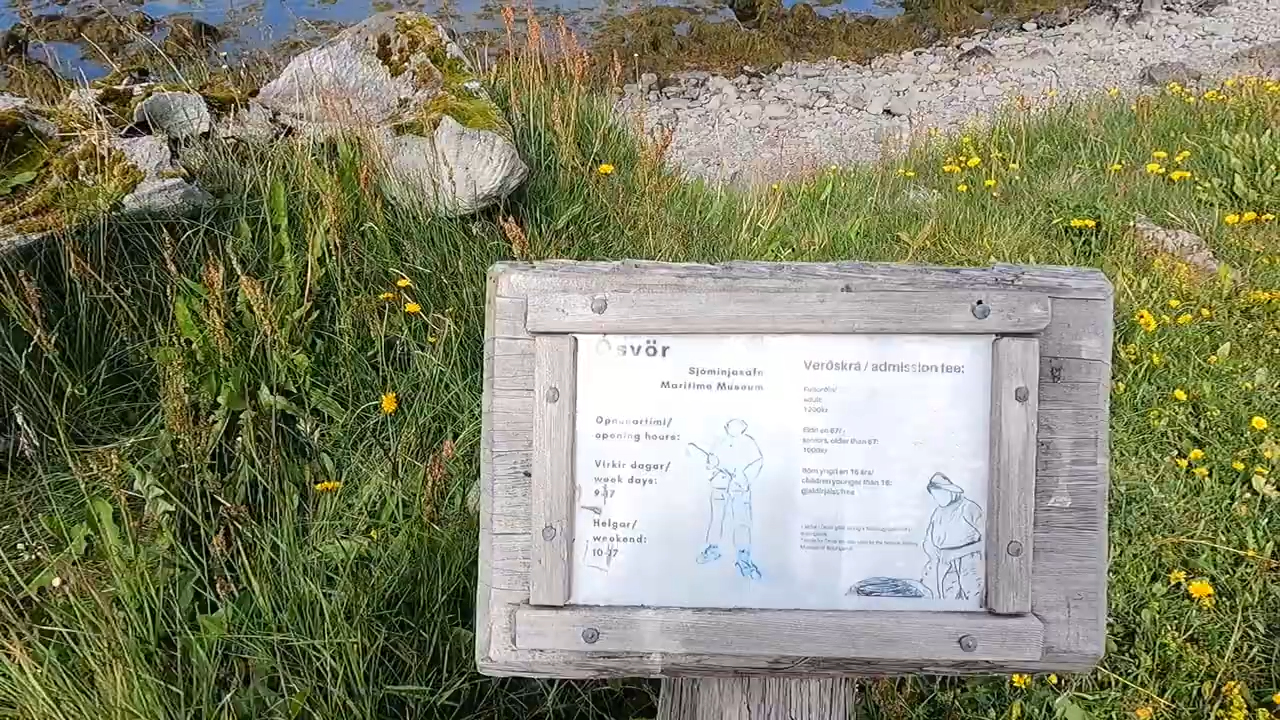 Ósvör
Sjóminjasafn
Maritime Museum
Opnunartími/
opening hours:
Virkir dagar/
week days:
9-17
Helgar/
weekend:
10-17
Verðskrá / admission fee:
adult:
1200kr
Eldri en 67/
seniors, older than 67:
1000kr
Börn yngri en 16 ára/
children younger than 16:
gjaldfrjálst/free